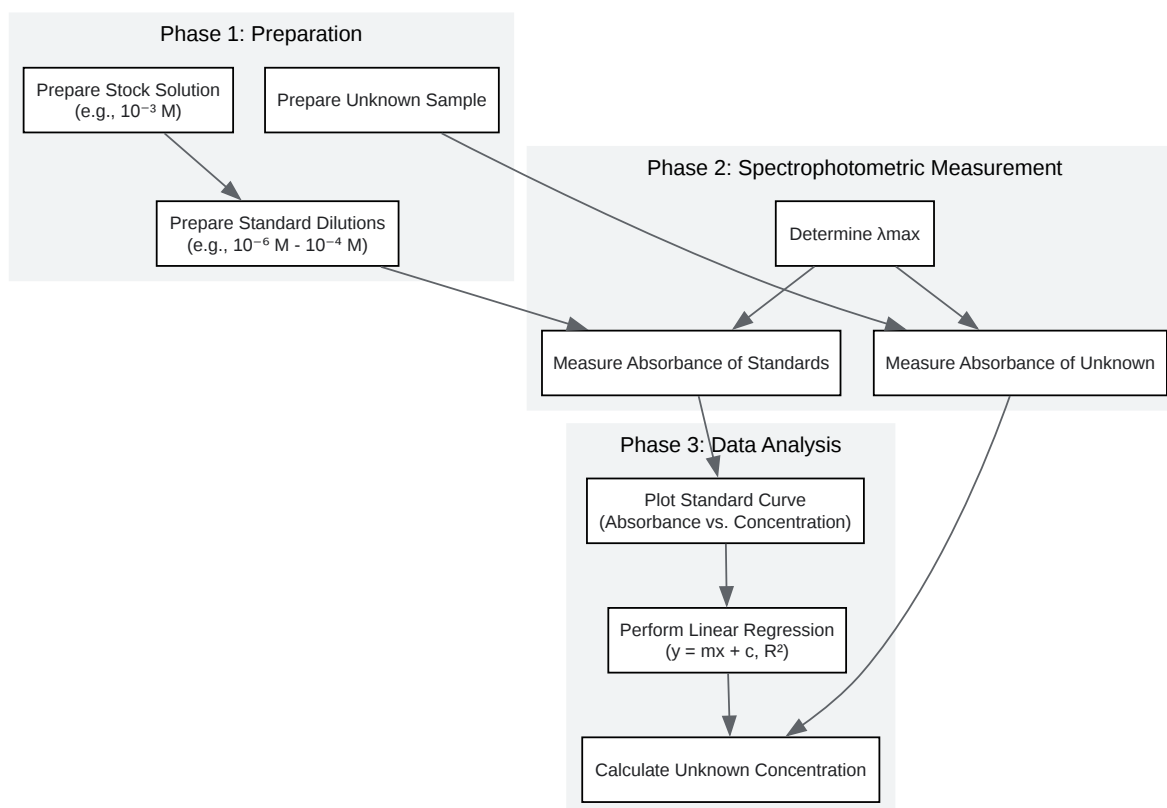 Phase 1: Preparation
Prepare Stock Solution
(e.g., 10⁻³ M)
Prepare Unknown Sample
Prepare Standard Dilutions
(e.g., 10⁻⁶ M - 10⁻⁴ M)
Phase 2: Spectrophotometric Measurement
Determine λmax
Measure Absorbance of Standards
Measure Absorbance of Unknown
Phase 3: Data Analysis
Plot Standard Curve
(Absorbance vs. Concentration)
Perform Linear Regression
(y = mx + c, R²)
Calculate Unknown Concentration